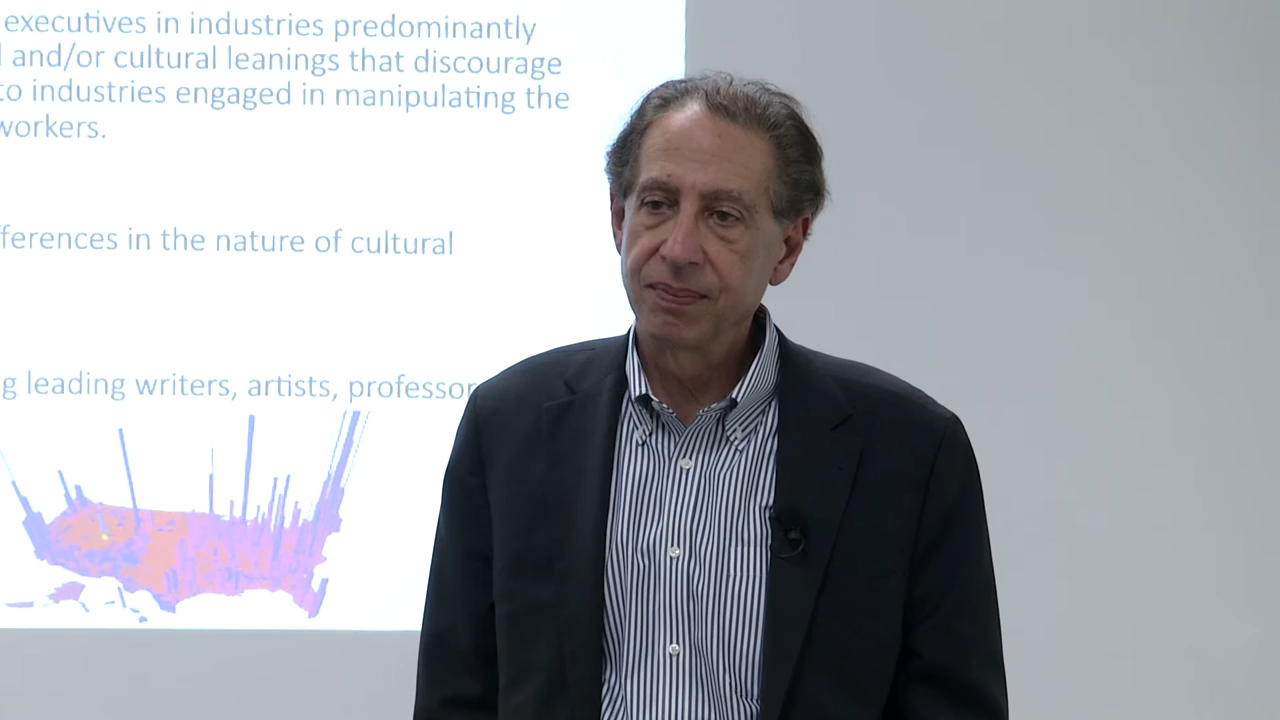 executives in industries predominantly
and/or cultural leanings that discourage
to industries engaged in manipulating the
workers.
fferences in the nature of cultural
g leading writers, artists, professor